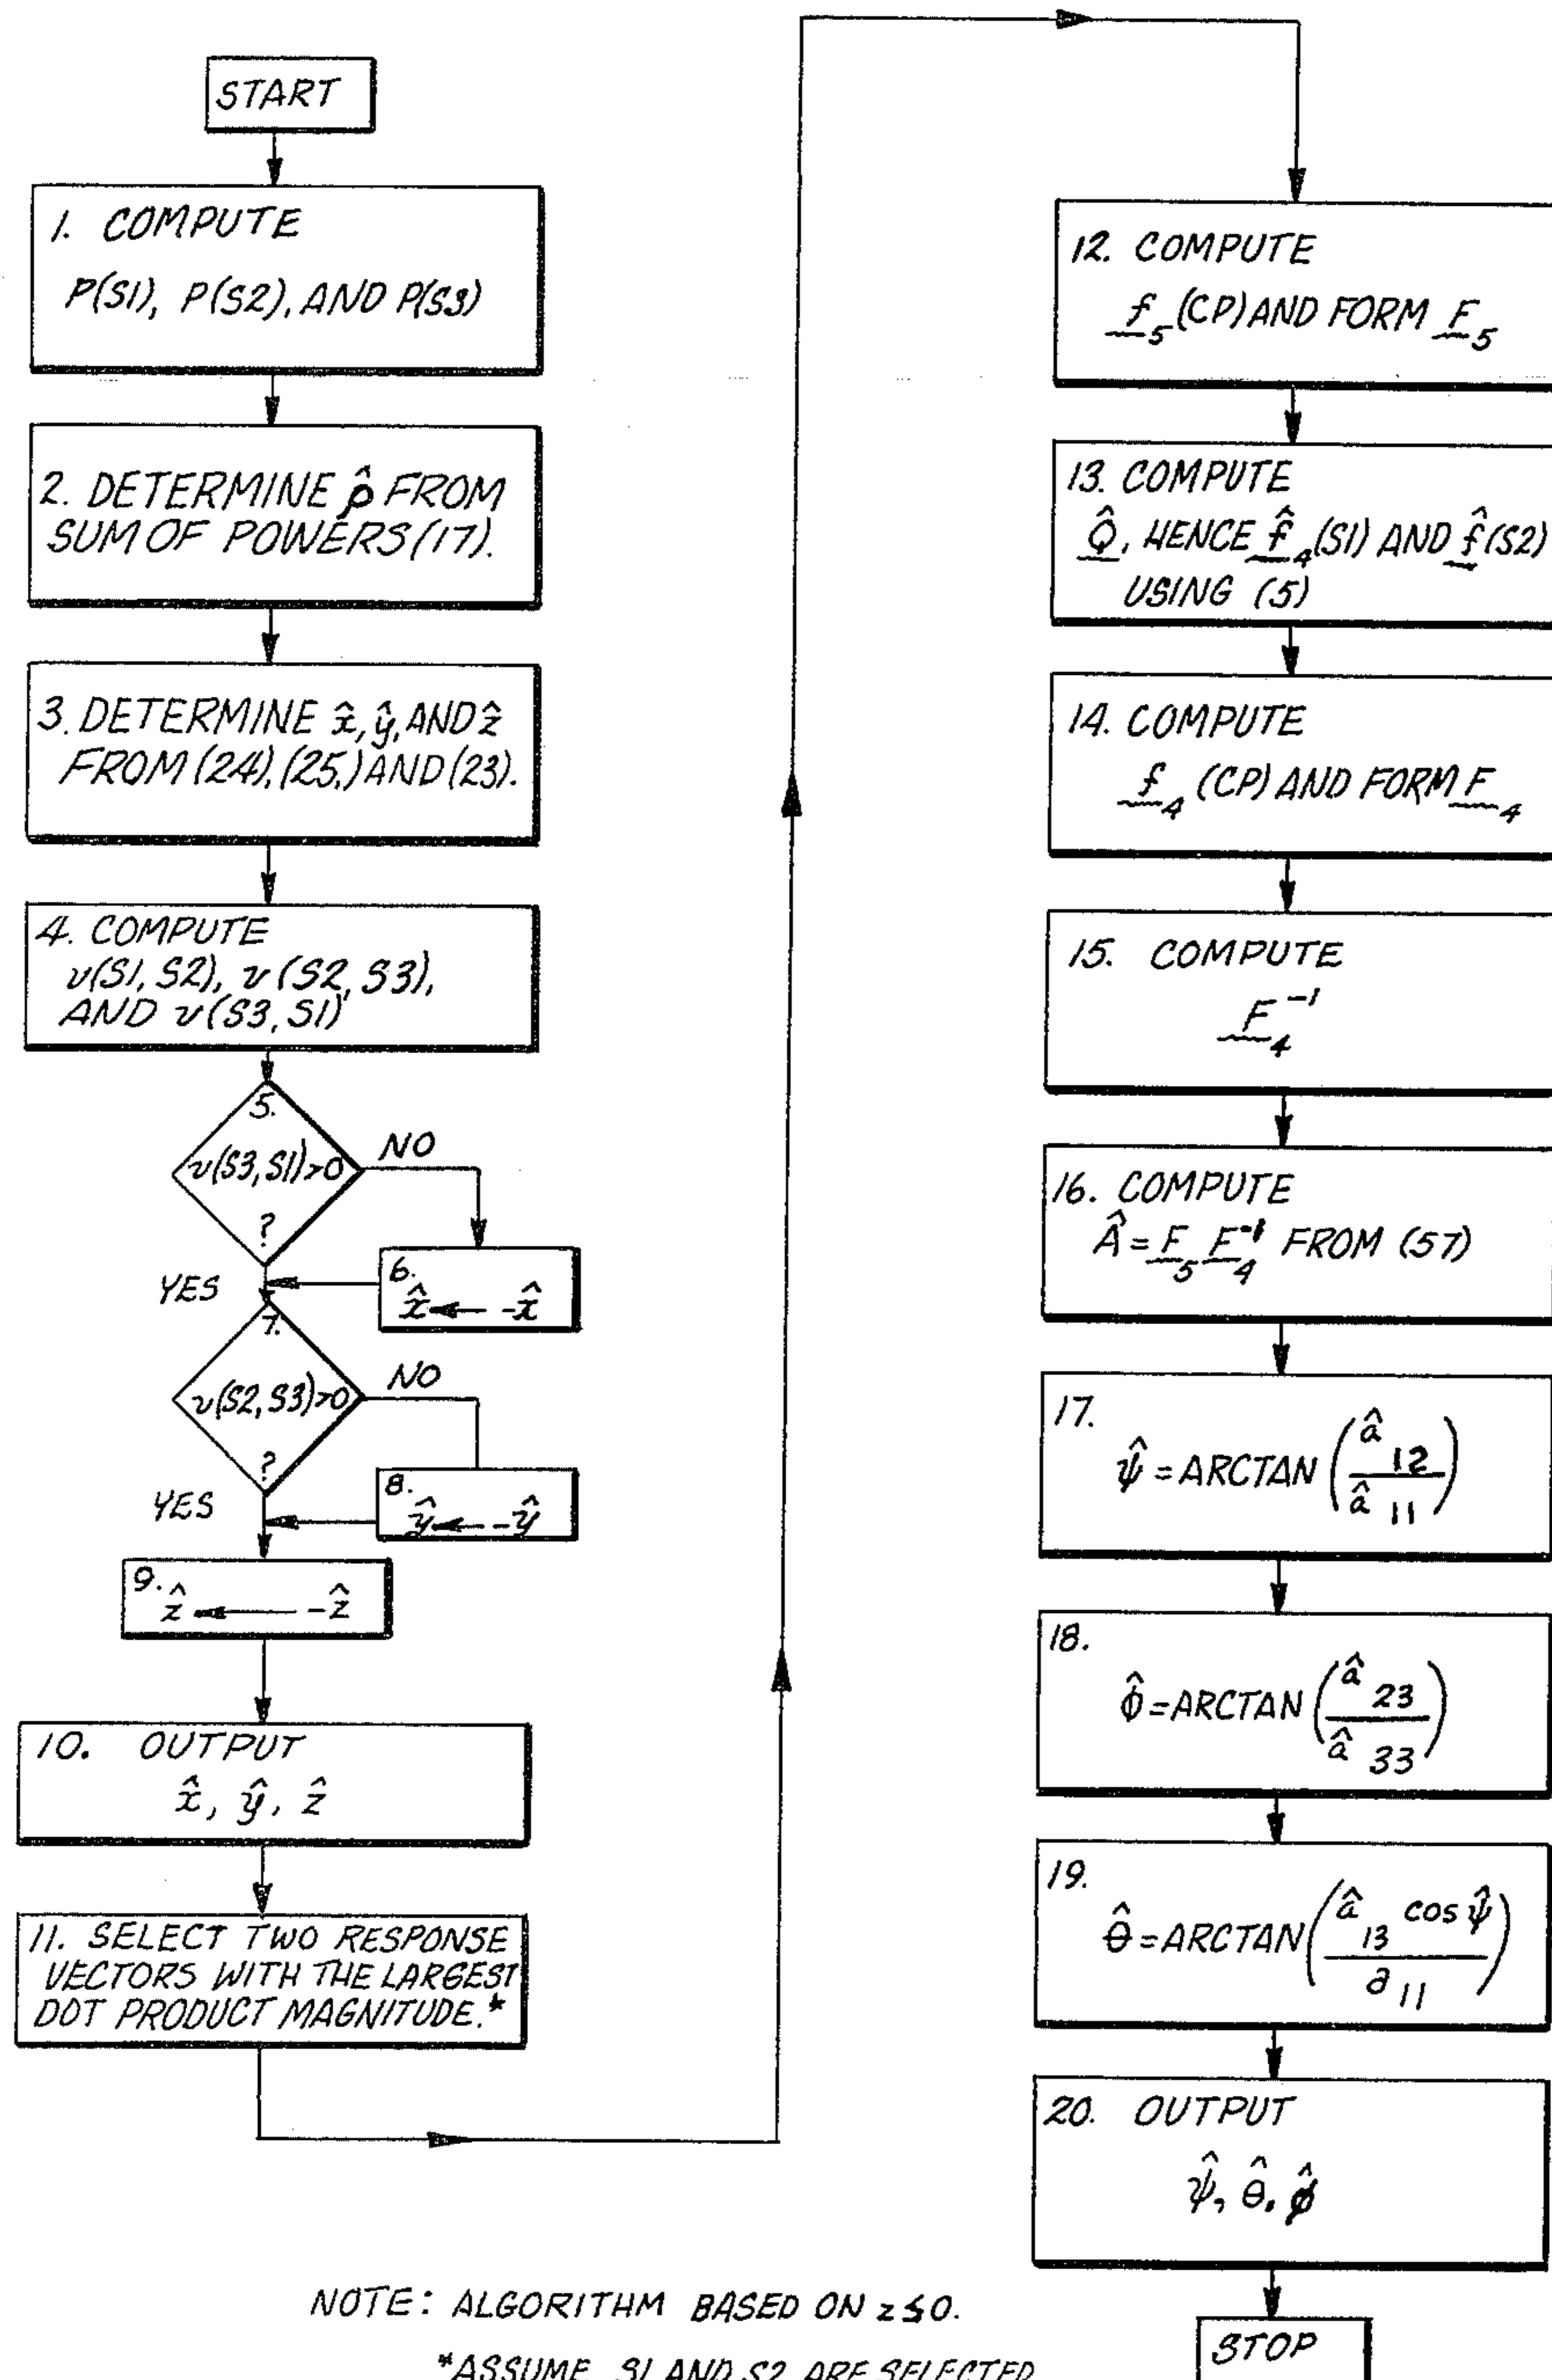 START
1. COMPUTE
P(S1), P(S2), AND P(S3)
2. DETERMINE ρ̂ FROM
SUM OF POWERS (17).
3. DETERMINE x̂, ŷ, AND ẑ
FROM (24), (25,) AND (23).
4. COMPUTE
v(S1, S2), v(S2, S3),
AND v(S3, S1)
5.
v(S3, S1)>0
?
NO
YES
6.
x̂ ← -x̂
7.
v(S2, S3)>0
?
NO
YES
8.
ŷ ← -ŷ
9.
ẑ ← -ẑ
10. OUTPUT
x̂, ŷ, ẑ
11. SELECT TWO RESPONSE
VECTORS WITH THE LARGEST
DOT PRODUCT MAGNITUDE.*
12. COMPUTE
f₅ (CP) AND FORM F₅
13. COMPUTE
Q̂, HENCE f̂₄(S1) AND f̂(S2)
USING (5)
14. COMPUTE
f₄ (CP) AND FORM F₄
15. COMPUTE
F₄⁻¹
16. COMPUTE
Â = F₅ F₄⁻¹ FROM (57)
17.
ψ̂ = ARCTAN (â₁₂ / â₁₁)
18.
φ̂ = ARCTAN (â₂₃ / â₃₃)
19.
θ̂ = ARCTAN (â₁₃ cos ψ̂ / a₁₁)
20. OUTPUT
ψ̂, θ̂, φ̂
STOP
NOTE: ALGORITHM BASED ON z ≤ 0.
*ASSUME S1 AND S2 ARE SELECTED